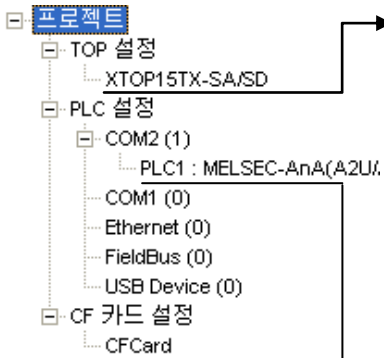 프로젝트
TOP 설정
XTOP15TX-SA/SD
PLC 설정
COM2 (1)
PLC1 : MELSEC-AnA(A2U/
COM1 (0)
Ethernet (0)
FieldBus (0)
USB Device (0)
CF 카드 설정
CFCard